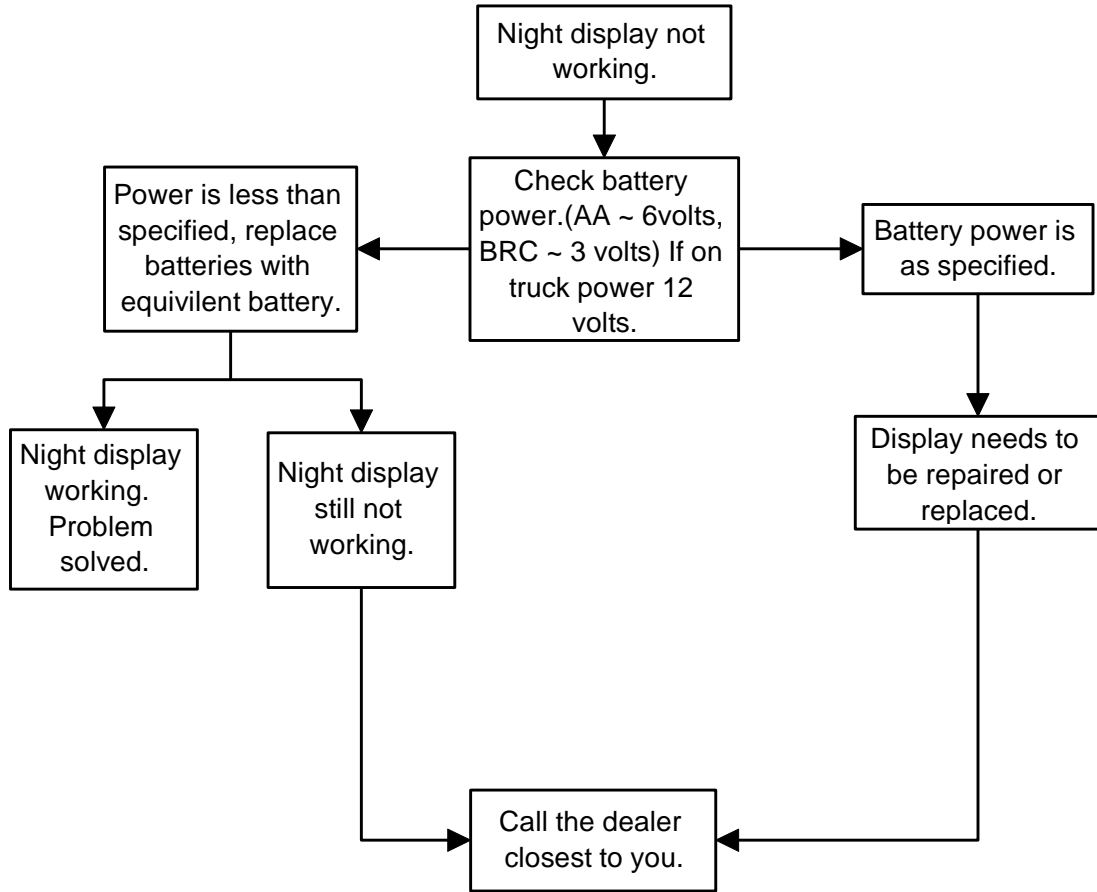 Night display not
working.
Check battery
power.(AA ~ 6volts,
BRC ~ 3 volts) If on
truck power 12
volts.
Power is less than
specified, replace
batteries with
equivilent battery.
Battery power is
as specified.
Night display
working.
Problem
solved.
Night display
still not
working.
Display needs to
be repaired or
replaced.
Call the dealer
closest to you.